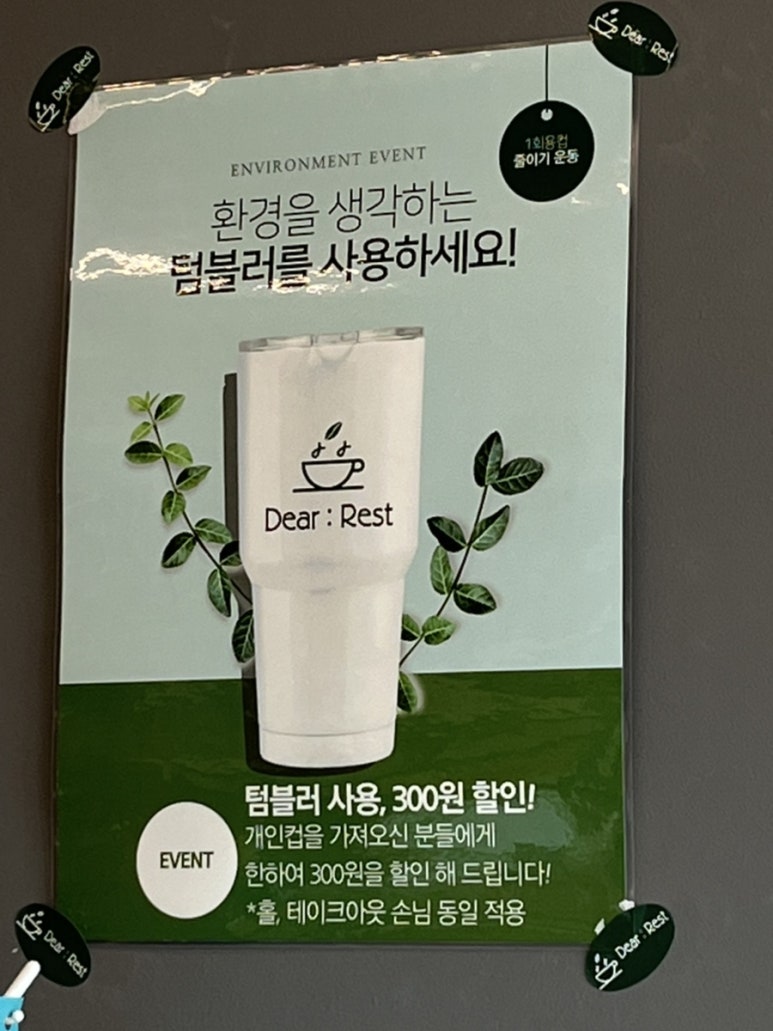 Dear : Rest
Dear : Rest
1회용컵
줄이기 운동
ENVIRONMENT EVENT
환경을 생각하는
텀블러를 사용하세요!
Dear : Rest
텀블러 사용, 300원 할인!
개인컵을 가져오신 분들에게
EVENT
한하여 300원을 할인 해 드립니다!
*홀, 테이크아웃 손님 동일 적용
Dear : Rest
Dear : Rest